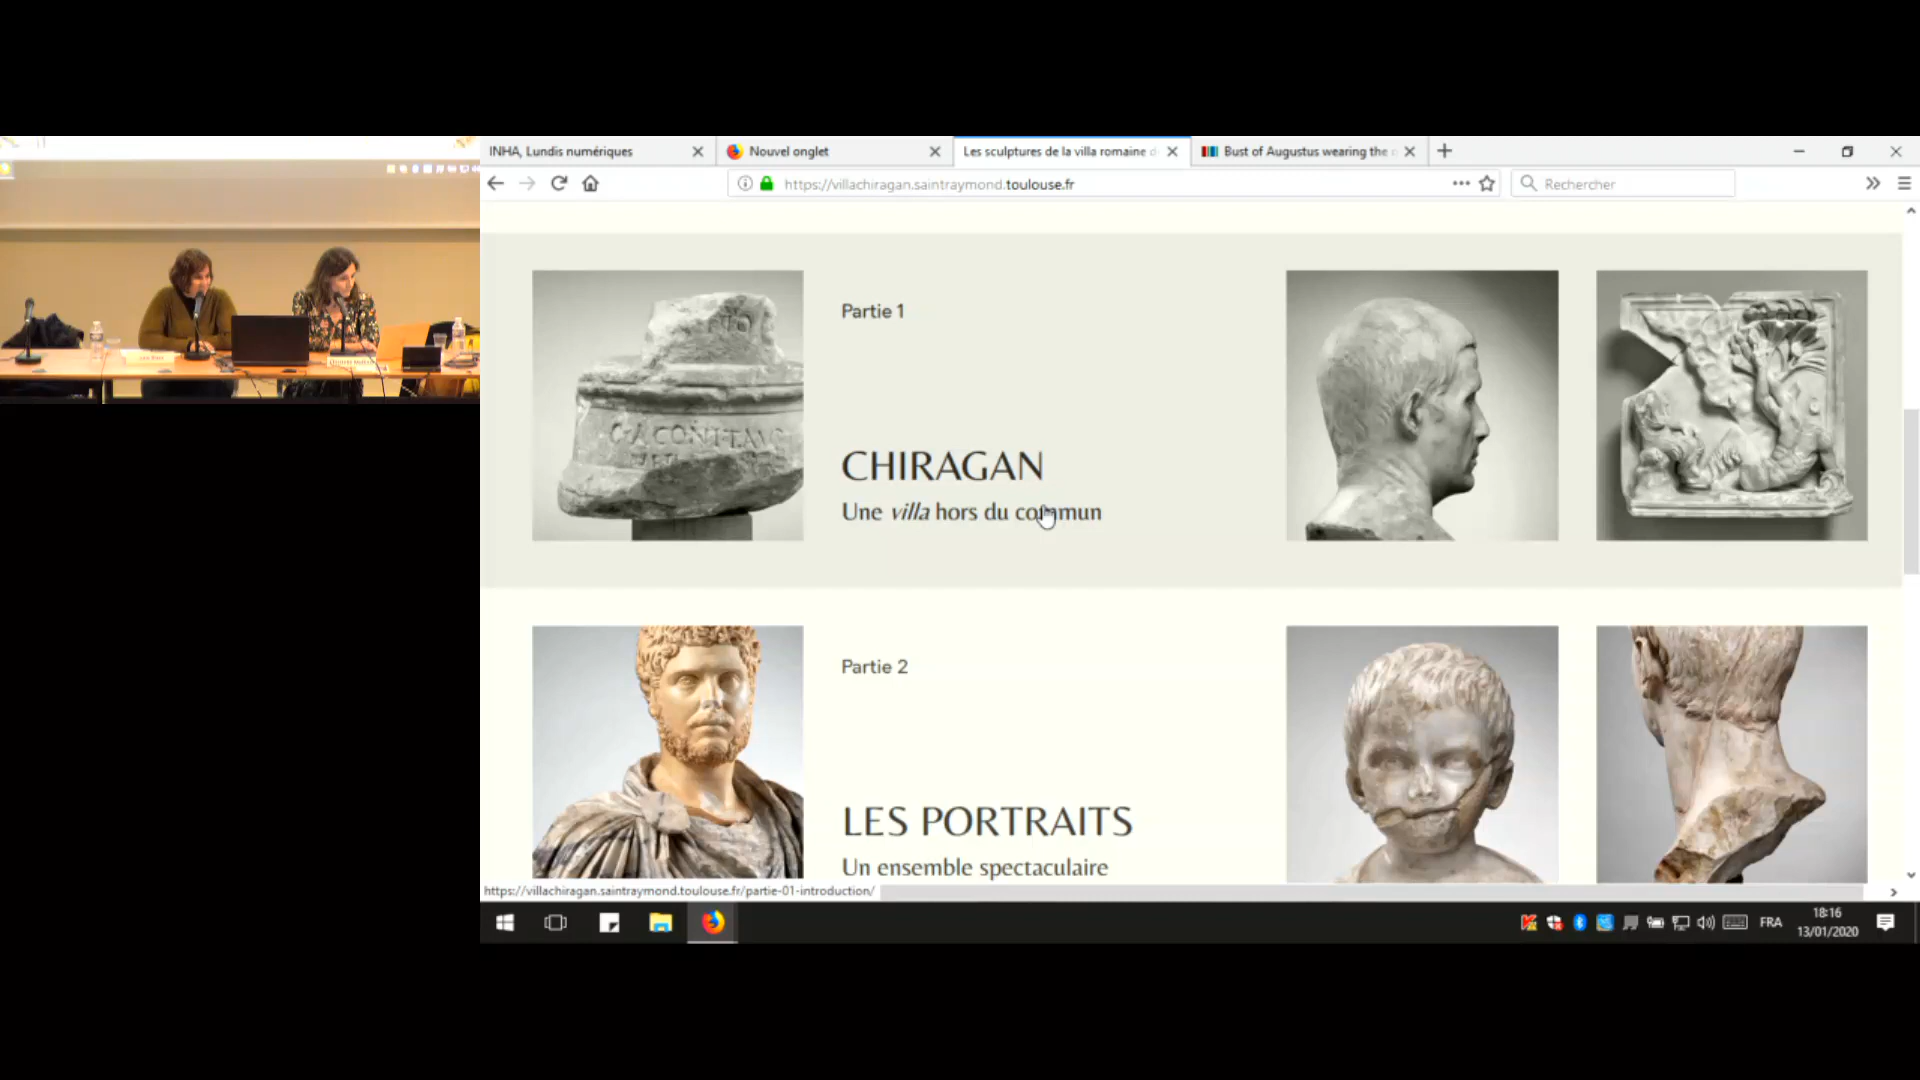 INHA, Lundis numériques
Nouvel onglet
Les sculptures de la villa romaine d
Bust of Augustus wearing the
https://villachiragan.saintraymond.toulouse.fr
Rechercher
Partie 1
CHIRAGAN
Une villa hors du commun
Partie 2
LES PORTRAITS
Un ensemble spectaculaire
https://villachiragan.saintraymond.toulouse.fr/partie-01-introduction/
FRA
18:16
13/01/2020